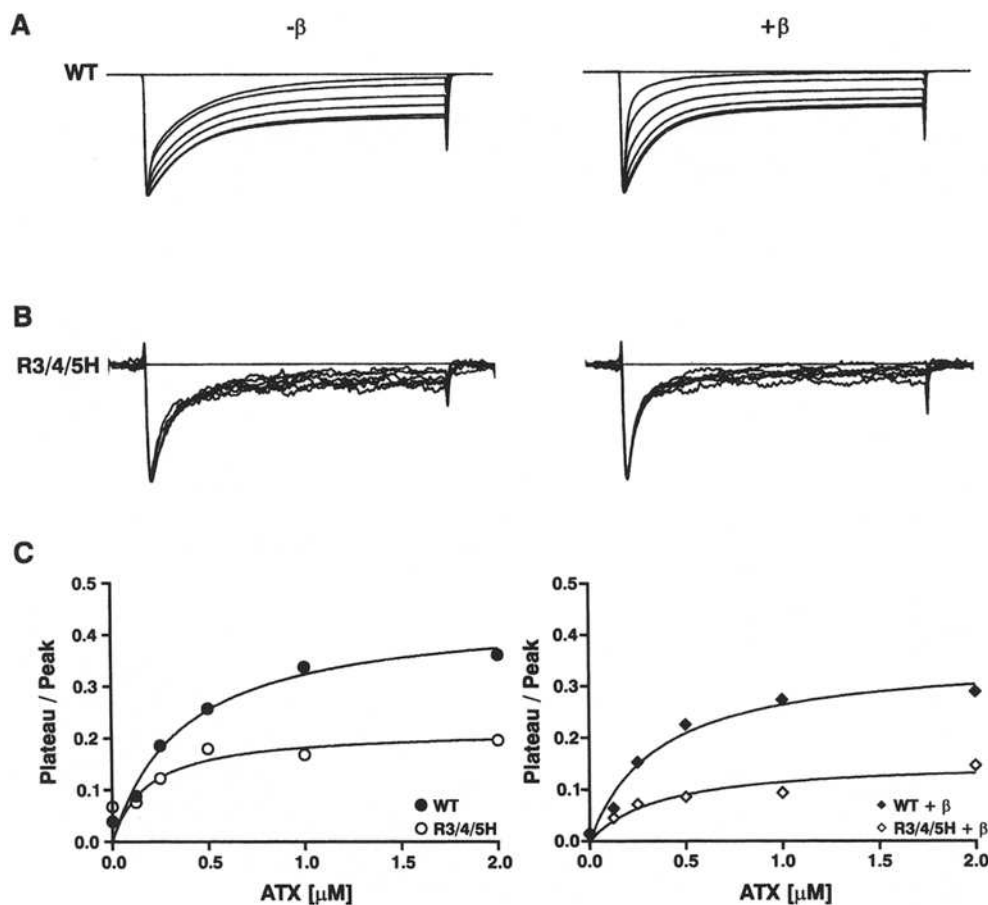 A
-β
+β
WT
B
R3/4/5H
C
0.5
0.4
0.3
0.2
0.1
0.0
Plateau / Peak
WT
R3/4/5H
0.0
0.5
1.0
1.5
2.0
ATX [μM]
0.5
0.4
0.3
0.2
0.1
0.0
Plateau / Peak
WT + β
R3/4/5H + β
0.0
0.5
1.0
1.5
2.0
ATX [μM]